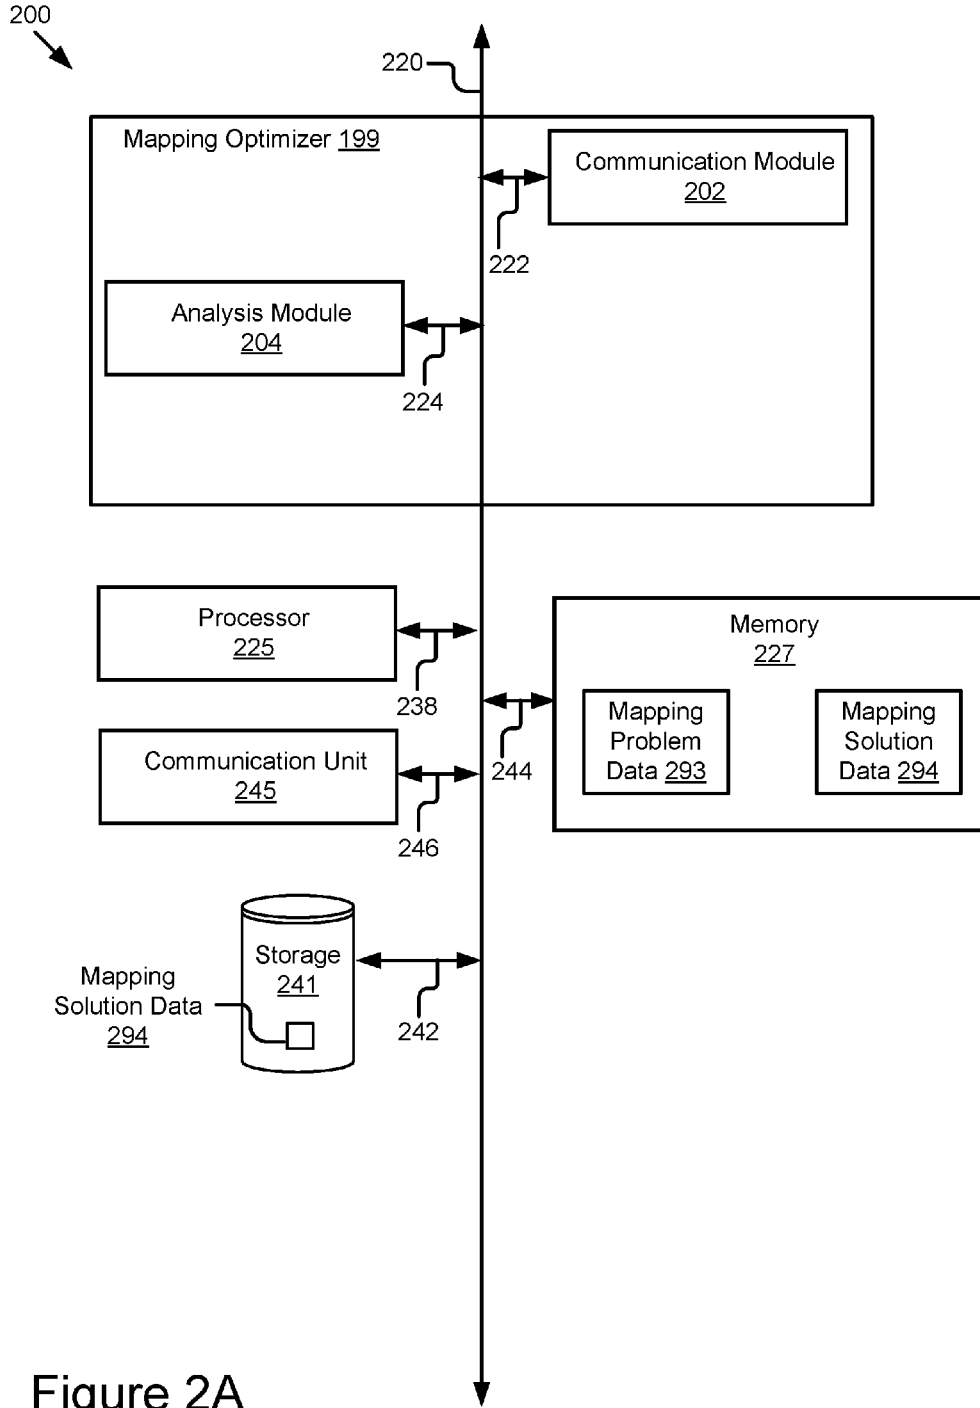 200
220
Mapping Optimizer 199
Communication Module
202
222
Analysis Module
204
224
Processor
225
238
Memory
227
Mapping
Problem
Data 293
Mapping
Solution
Data 294
244
Communication Unit
245
246
Storage
241
Mapping
Solution Data
294
242
Figure 2A